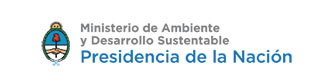 Ministerio de Ambiente
y Desarrollo Sustentable
Presidencia de la Nación